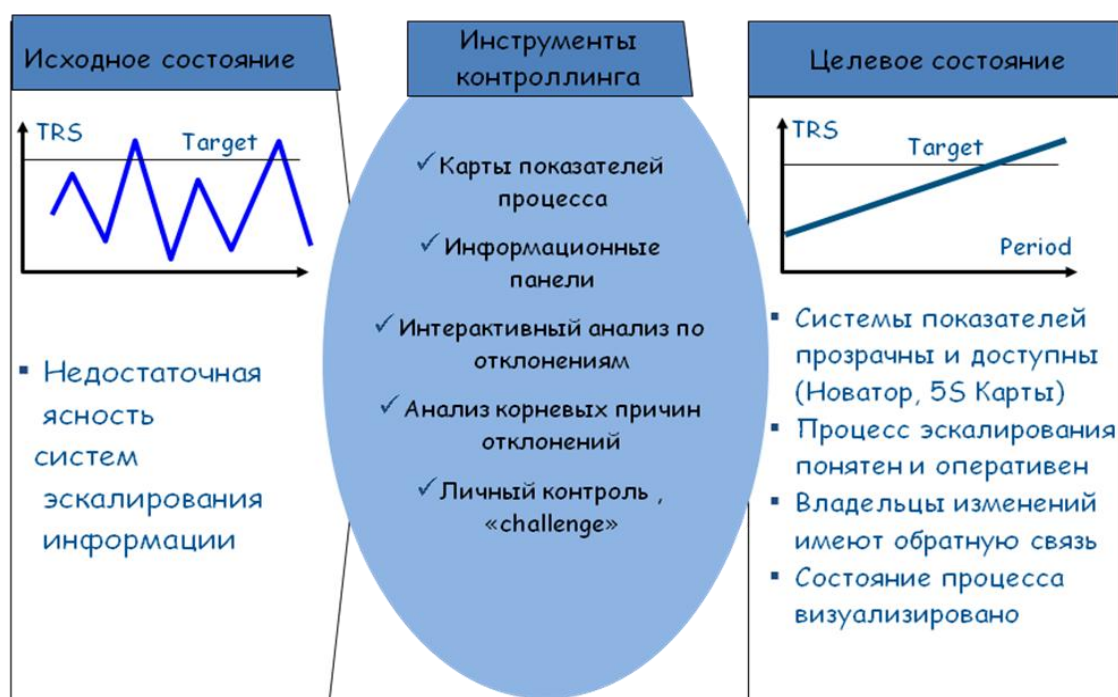 Исходное состояние
TRS
Target
▪ Недостаточная
ясность
систем
эскалирования
информации
Инструменты
контроллинга
✓ Карты показателей
процесса
✓ Информационные
панели
✓ Интерактивный анализ по
отклонениям
✓ Анализ корневых причин
отклонений
✓ Личный контроль ,
«challenge»
Целевое состояние
TRS
Target
Period
▪ Системы показателей
прозрачны и доступны
(Новатор, 5S Карты)
▪ Процесс эскалирования
понятен и оперативен
▪ Владельцы изменений
имеют обратную связь
▪ Состояние процесса
визуализировано